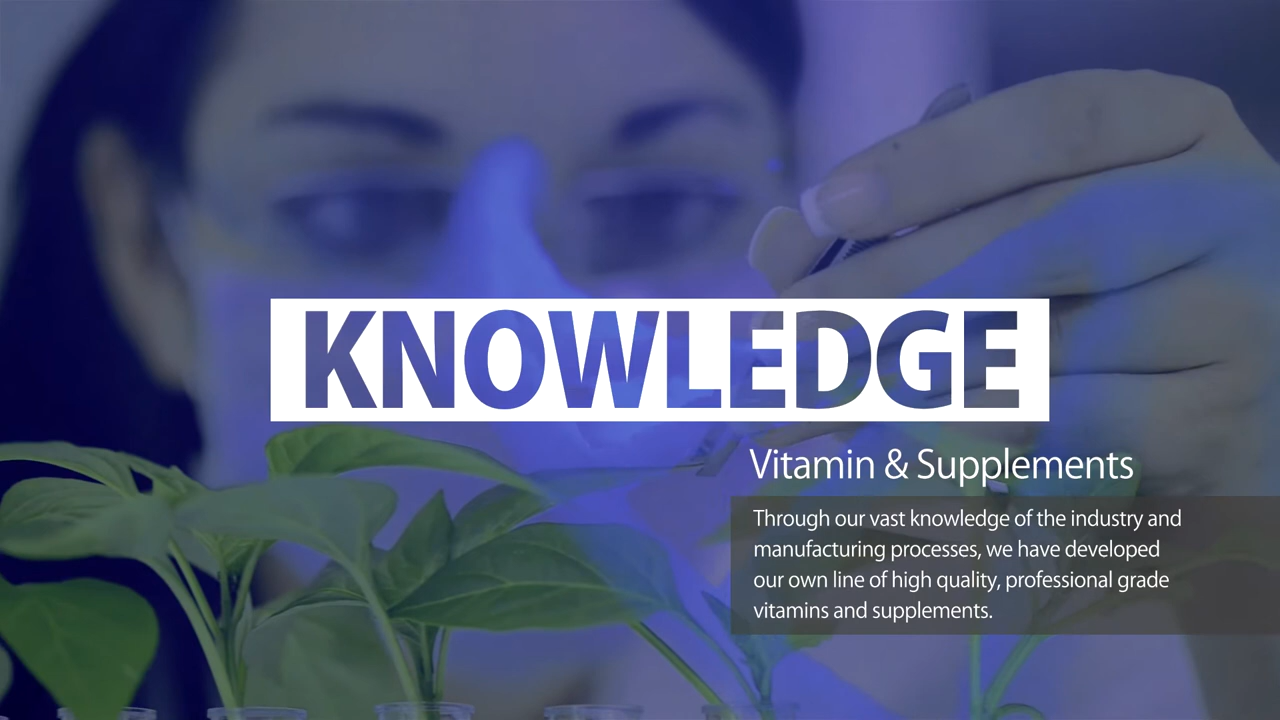 KNOWLEDGE
Vitamin & Supplements
Through our vast knowledge of the industry and
manufacturing processes, we have developed
our own line of high quality, professional grade
vitamins and supplements.